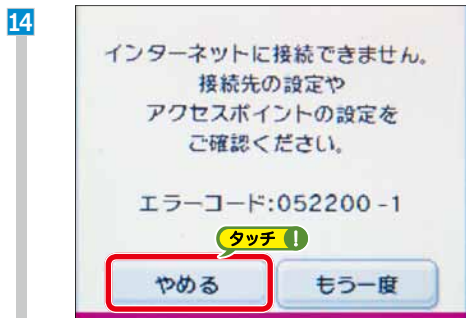 14
インターネットに接続できません。
接続先の設定や
アクセスポイントの設定を
ご確認ください。
エラーコード:052200-1
タッチ !
やめる
もう一度